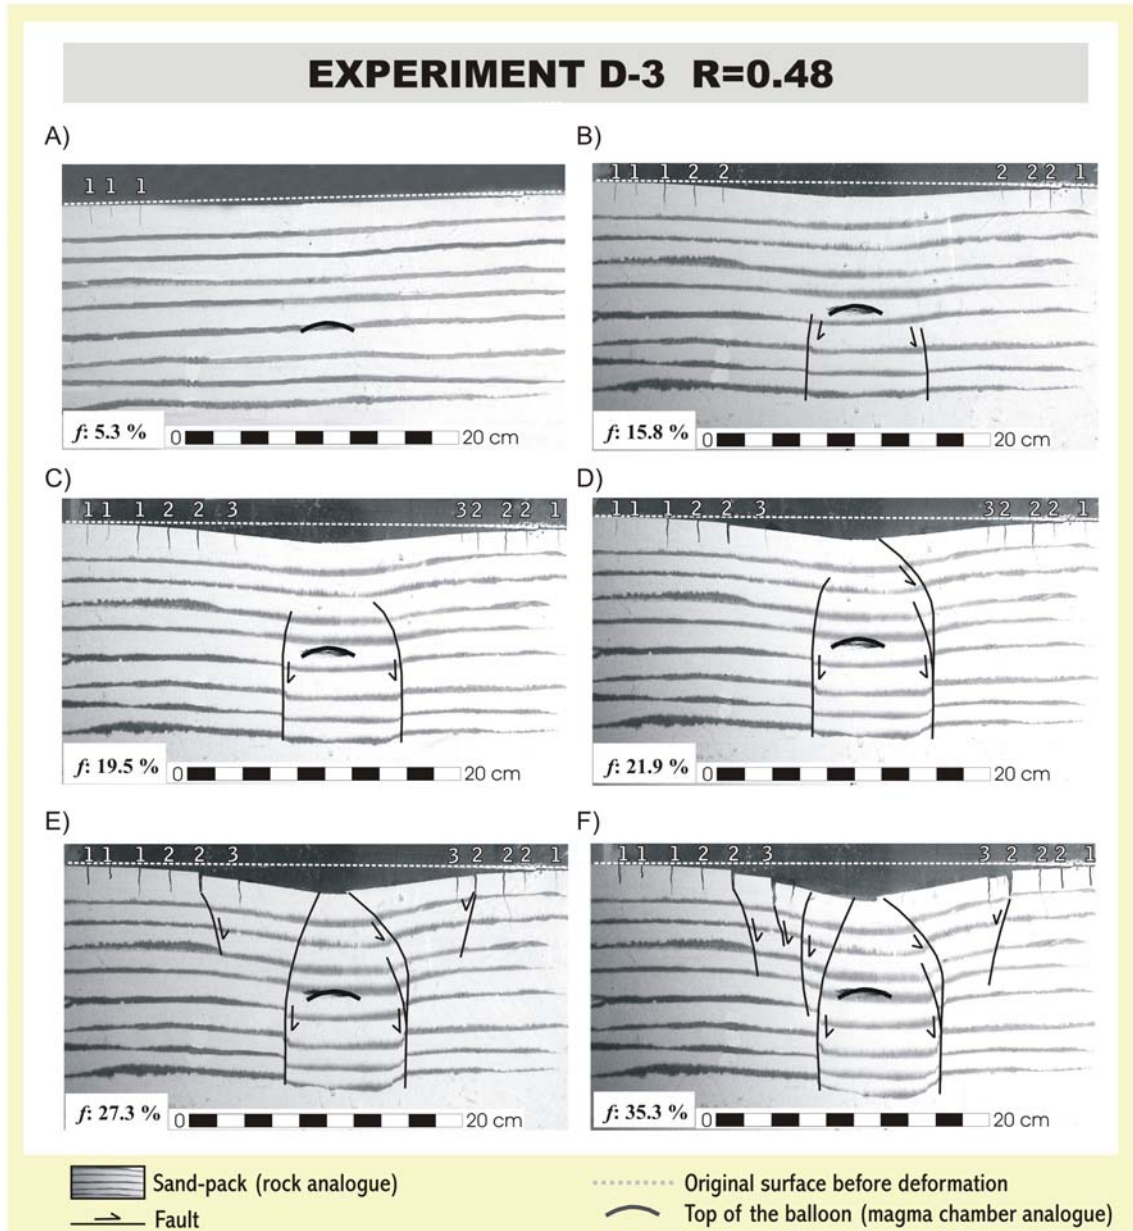 EXPERIMENT D-3 R=0.48
A)
1 1 1
f: 5.3 %
0 20 cm
B)
1 1 1 2 2 2 2 2 1
f: 15.8 %
0 20 cm
C)
1 1 1 2 2 3 3 2 2 2 1
f: 19.5 %
0 20 cm
D)
1 1 1 2 2 3 3 2 2 2 1
f: 21.9 %
0 20 cm
E)
1 1 1 2 2 3 3 2 2 2 1
f: 27.3 %
0 20 cm
F)
1 1 1 2 2 3 3 2 2 2 1
f: 35.3 %
0 20 cm
Sand-pack (rock analogue)
Fault
Original surface before deformation
Top of the balloon (magma chamber analogue)